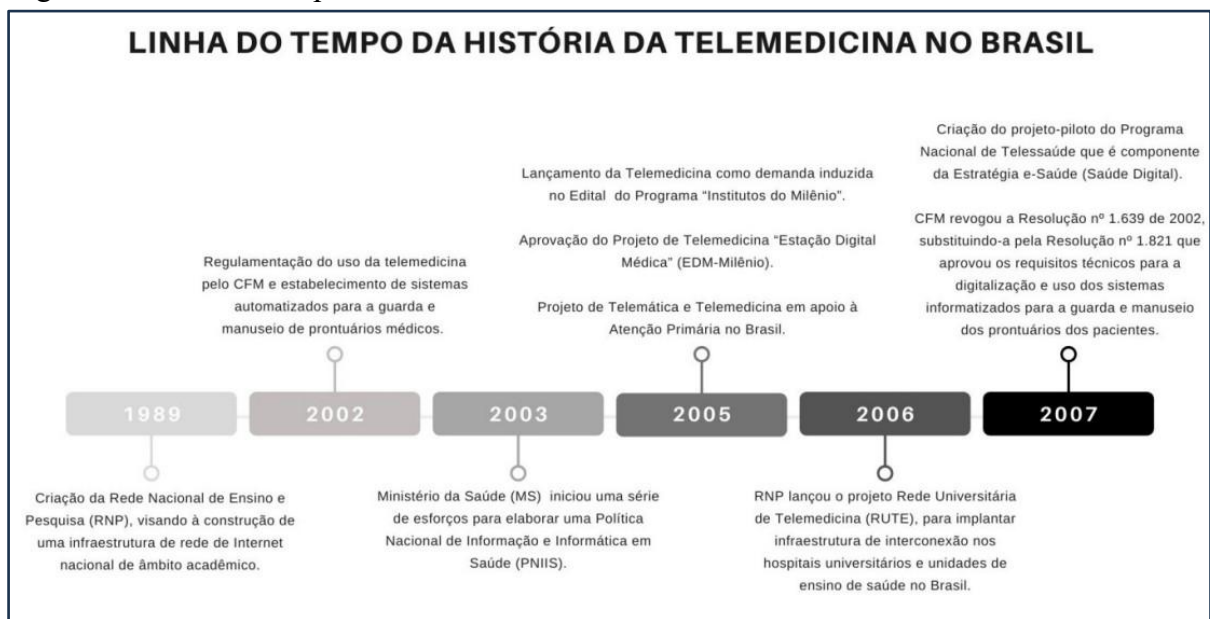 LINHA DO TEMPO DA HISTÓRIA DA TELEMEDICINA NO BRASIL
Criação do projeto-piloto do Programa
Nacional de Telessaúde que é componente
da Estratégia e-Saúde (Saúde Digital).
CFM revogou a Resolução nº 1.639 de 2002,
substituindo-a pela Resolução nº 1.821 que
aprovou os requisitos técnicos para a
digitalização e uso dos sistemas
informatizados para a guarda e manuseio
dos prontuários dos pacientes.
Lançamento da Telemedicina como demanda induzida
no Edital do Programa “Institutos do Milênio”.
Aprovação do Projeto de Telemedicina “Estação Digital
Médica” (EDM-Milênio).
Projeto de Telemática e Telemedicina em apoio à
Atenção Primária no Brasil.
Regulamentação do uso da telemedicina
pelo CFM e estabelecimento de sistemas
automatizados para a guarda e
manuseio de prontuários médicos.
1989 2002 2003 2005 2006 2007
Criação da Rede Nacional de Ensino e
Pesquisa (RNP), visando à construção de
uma infraestrutura de rede de Internet
nacional de âmbito acadêmico.
Ministério da Saúde (MS) iniciou uma série
de esforços para elaborar uma Política
Nacional de Informação e Informática em
Saúde (PNIIS).
RNP lançou o projeto Rede Universitária
de Telemedicina (RUTE), para implantar
infraestrutura de interconexão nos
hospitais universitários e unidades de
ensino de saúde no Brasil.